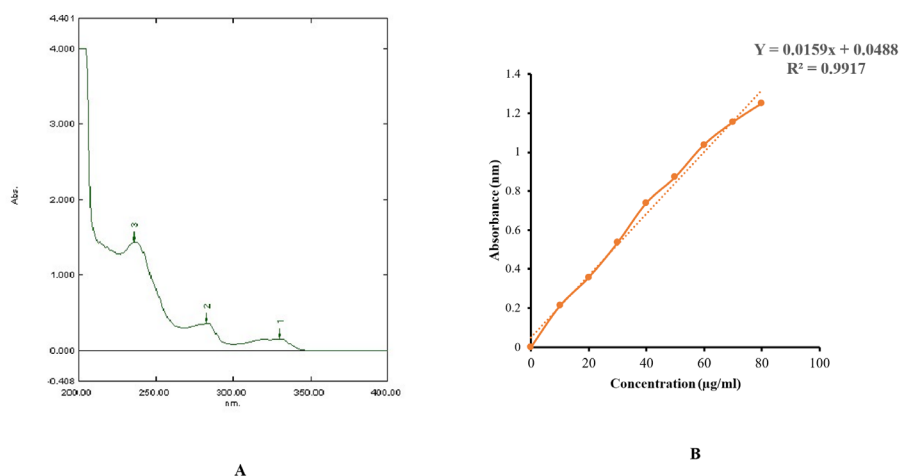 4.401
4.000
3.000
2.000
1.000
0.000
-0.408
Abs.
200.00 250.00 300.00 350.00 400.00
nm.
3
2
1
A
Y = 0.0159x + 0.0488
R² = 0.9917
1.4
1.2
1
0.8
0.6
0.4
0.2
0
Absorbance (nm)
0 20 40 60 80 100
Concentration (µg/ml)
B